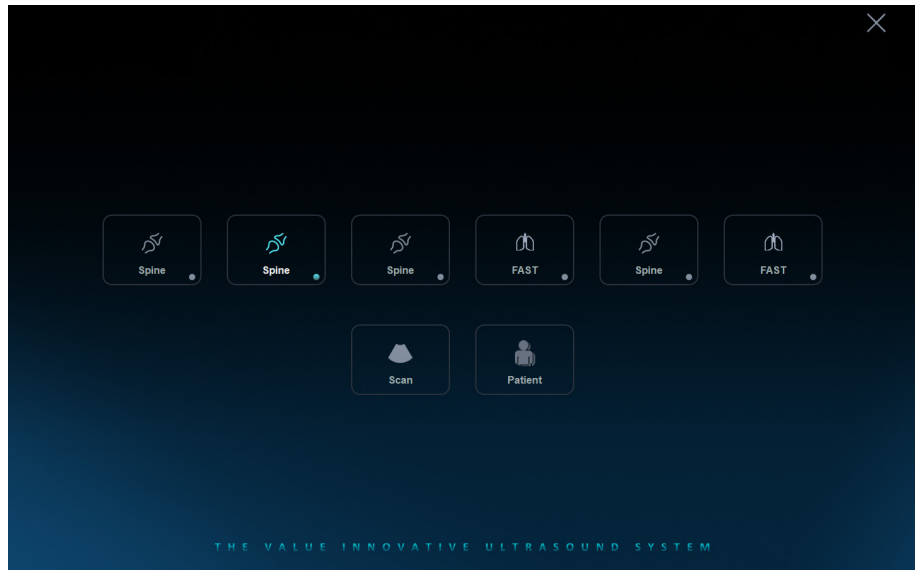 Spine Spine Spine FAST Spine FAST
Scan Patient
THE VALUE INNOVATIVE ULTRASOUND SYSTEM